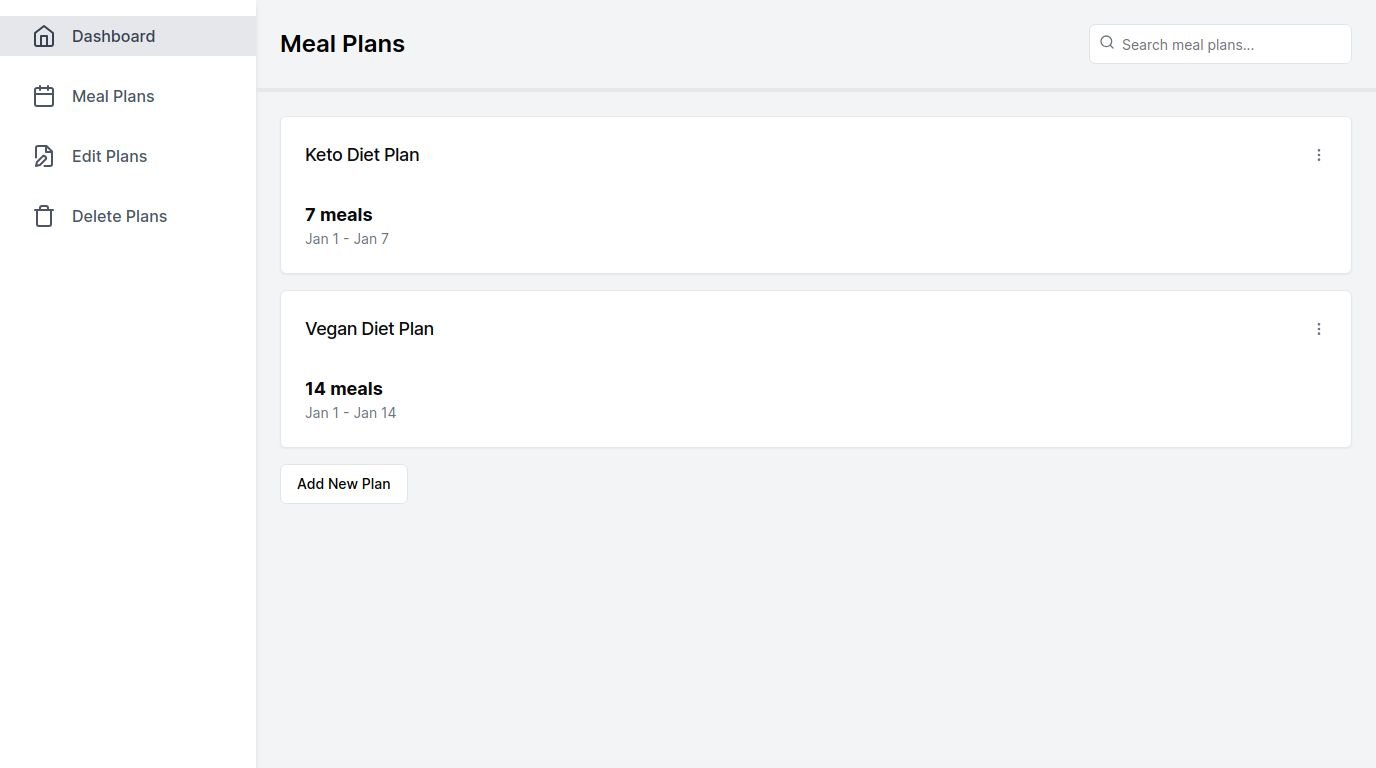 Dashboard
Meal Plans
Edit Plans
Delete Plans
Meal Plans
Search meal plans...
Keto Diet Plan
7 meals
Jan 1 - Jan 7
Vegan Diet Plan
14 meals
Jan 1 - Jan 14
Add New Plan